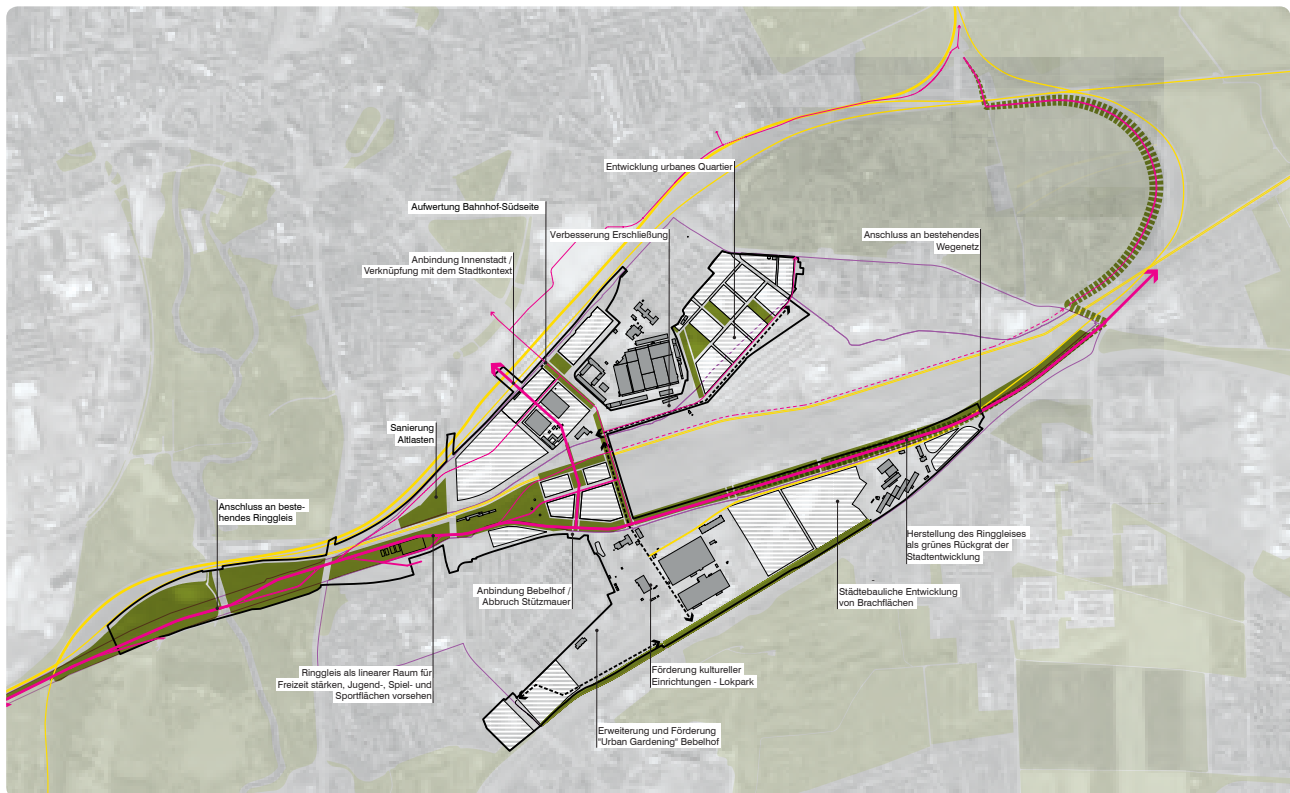 Entwicklung urbanes Quartier
Aufwertung Bahnhof-Südseite
Verbesserung Erschließung
Anschluss an bestehendes
Wegenetz
Anbindung Innenstadt /
Verknüpfung mit dem Stadtkontext
Sanierung
Altlasten
Anschluss an beste-
hendes Ringgleis
Herstellung des Ringgleises
als grünes Rückgrat der
Stadtentwicklung
Anbindung Bebelhof /
Abbruch Stützmauer
Städtebauliche Entwicklung
von Brachflächen
Ringgleis als linearer Raum für
Freizeit stärken, Jugend-, Spiel- und
Sportflächen vorsehen
Förderung kultureller
Einrichtungen - Lokpark
Erweiterung und Förderung
"Urban Gardening" Bebelhof